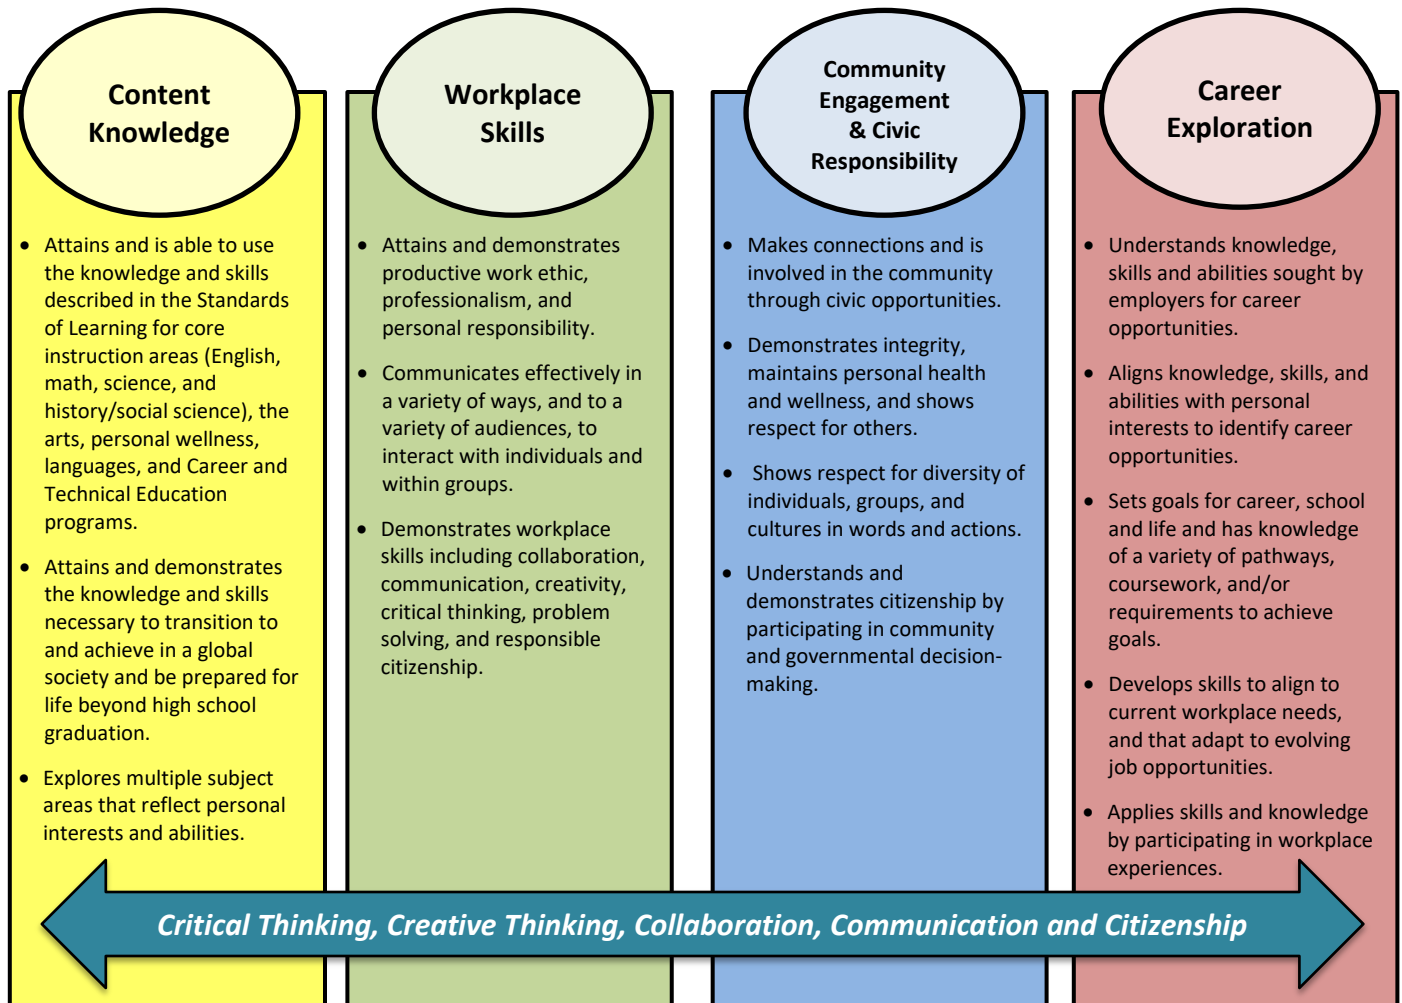 Content
Knowledge
• Attains and is able to use
the knowledge and skills
described in the Standards
of Learning for core
instruction areas (English,
math, science, and
history/social science), the
arts, personal wellness,
languages, and Career and
Technical Education
programs.
• Attains and demonstrates
the knowledge and skills
necessary to transition to
and achieve in a global
society and be prepared for
life beyond high school
graduation.
• Explores multiple subject
areas that reflect personal
interests and abilities.
Workplace
Skills
• Attains and demonstrates
productive work ethic,
professionalism, and
personal responsibility.
• Communicates effectively in
a variety of ways, and to a
variety of audiences, to
interact with individuals and
within groups.
• Demonstrates workplace
skills including collaboration,
communication, creativity,
critical thinking, problem
solving, and responsible
citizenship.
Community
Engagement
& Civic
Responsibility
• Makes connections and is
involved in the community
through civic opportunities.
• Demonstrates integrity,
maintains personal health
and wellness, and shows
respect for others.
• Shows respect for diversity of
individuals, groups, and
cultures in words and actions.
• Understands and
demonstrates citizenship by
participating in community
and governmental decision-
making.
Career
Exploration
• Understands knowledge,
skills and abilities sought by
employers for career
opportunities.
• Aligns knowledge, skills, and
abilities with personal
interests to identify career
opportunities.
• Sets goals for career, school
and life and has knowledge
of a variety of pathways,
coursework, and/or
requirements to achieve
goals.
• Develops skills to align to
current workplace needs,
and that adapt to evolving
job opportunities.
• Applies skills and knowledge
by participating in workplace
experiences.
Critical Thinking, Creative Thinking, Collaboration, Communication and Citizenship